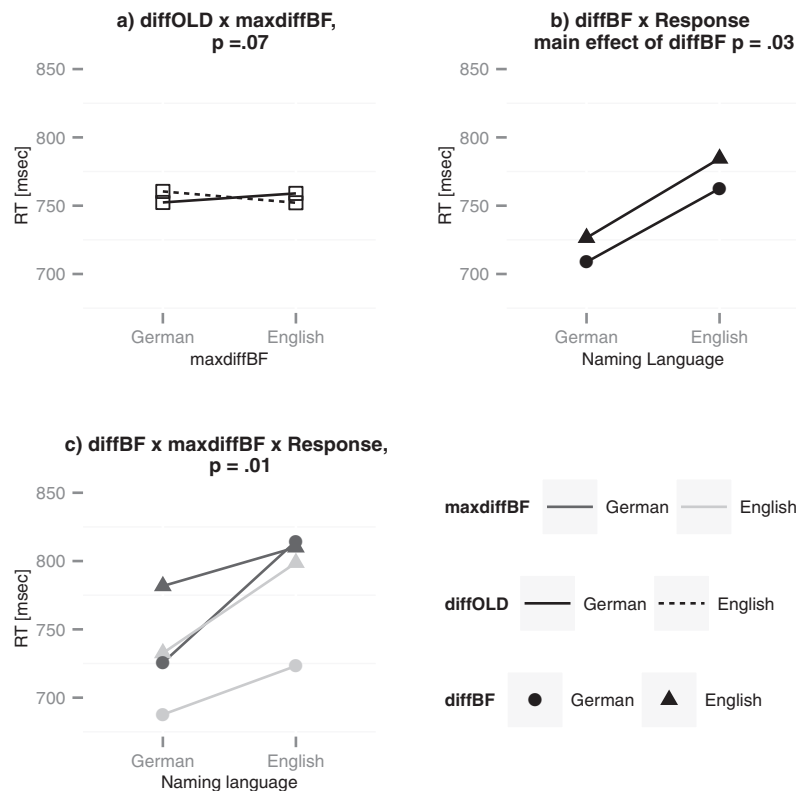 a) diffOLD x maxdiffBF,
p =.07
850
800
750
700
RT [msec]
German
English
maxdiffBF
b) diffBF x Response
main effect of diffBF p = .03
850
800
750
700
RT [msec]
German
English
Naming Language
c) diffBF x maxdiffBF x Response,
p = .01
850
800
750
700
RT [msec]
German
English
Naming language
maxdiffBF German English
diffOLD German English
diffBF German English